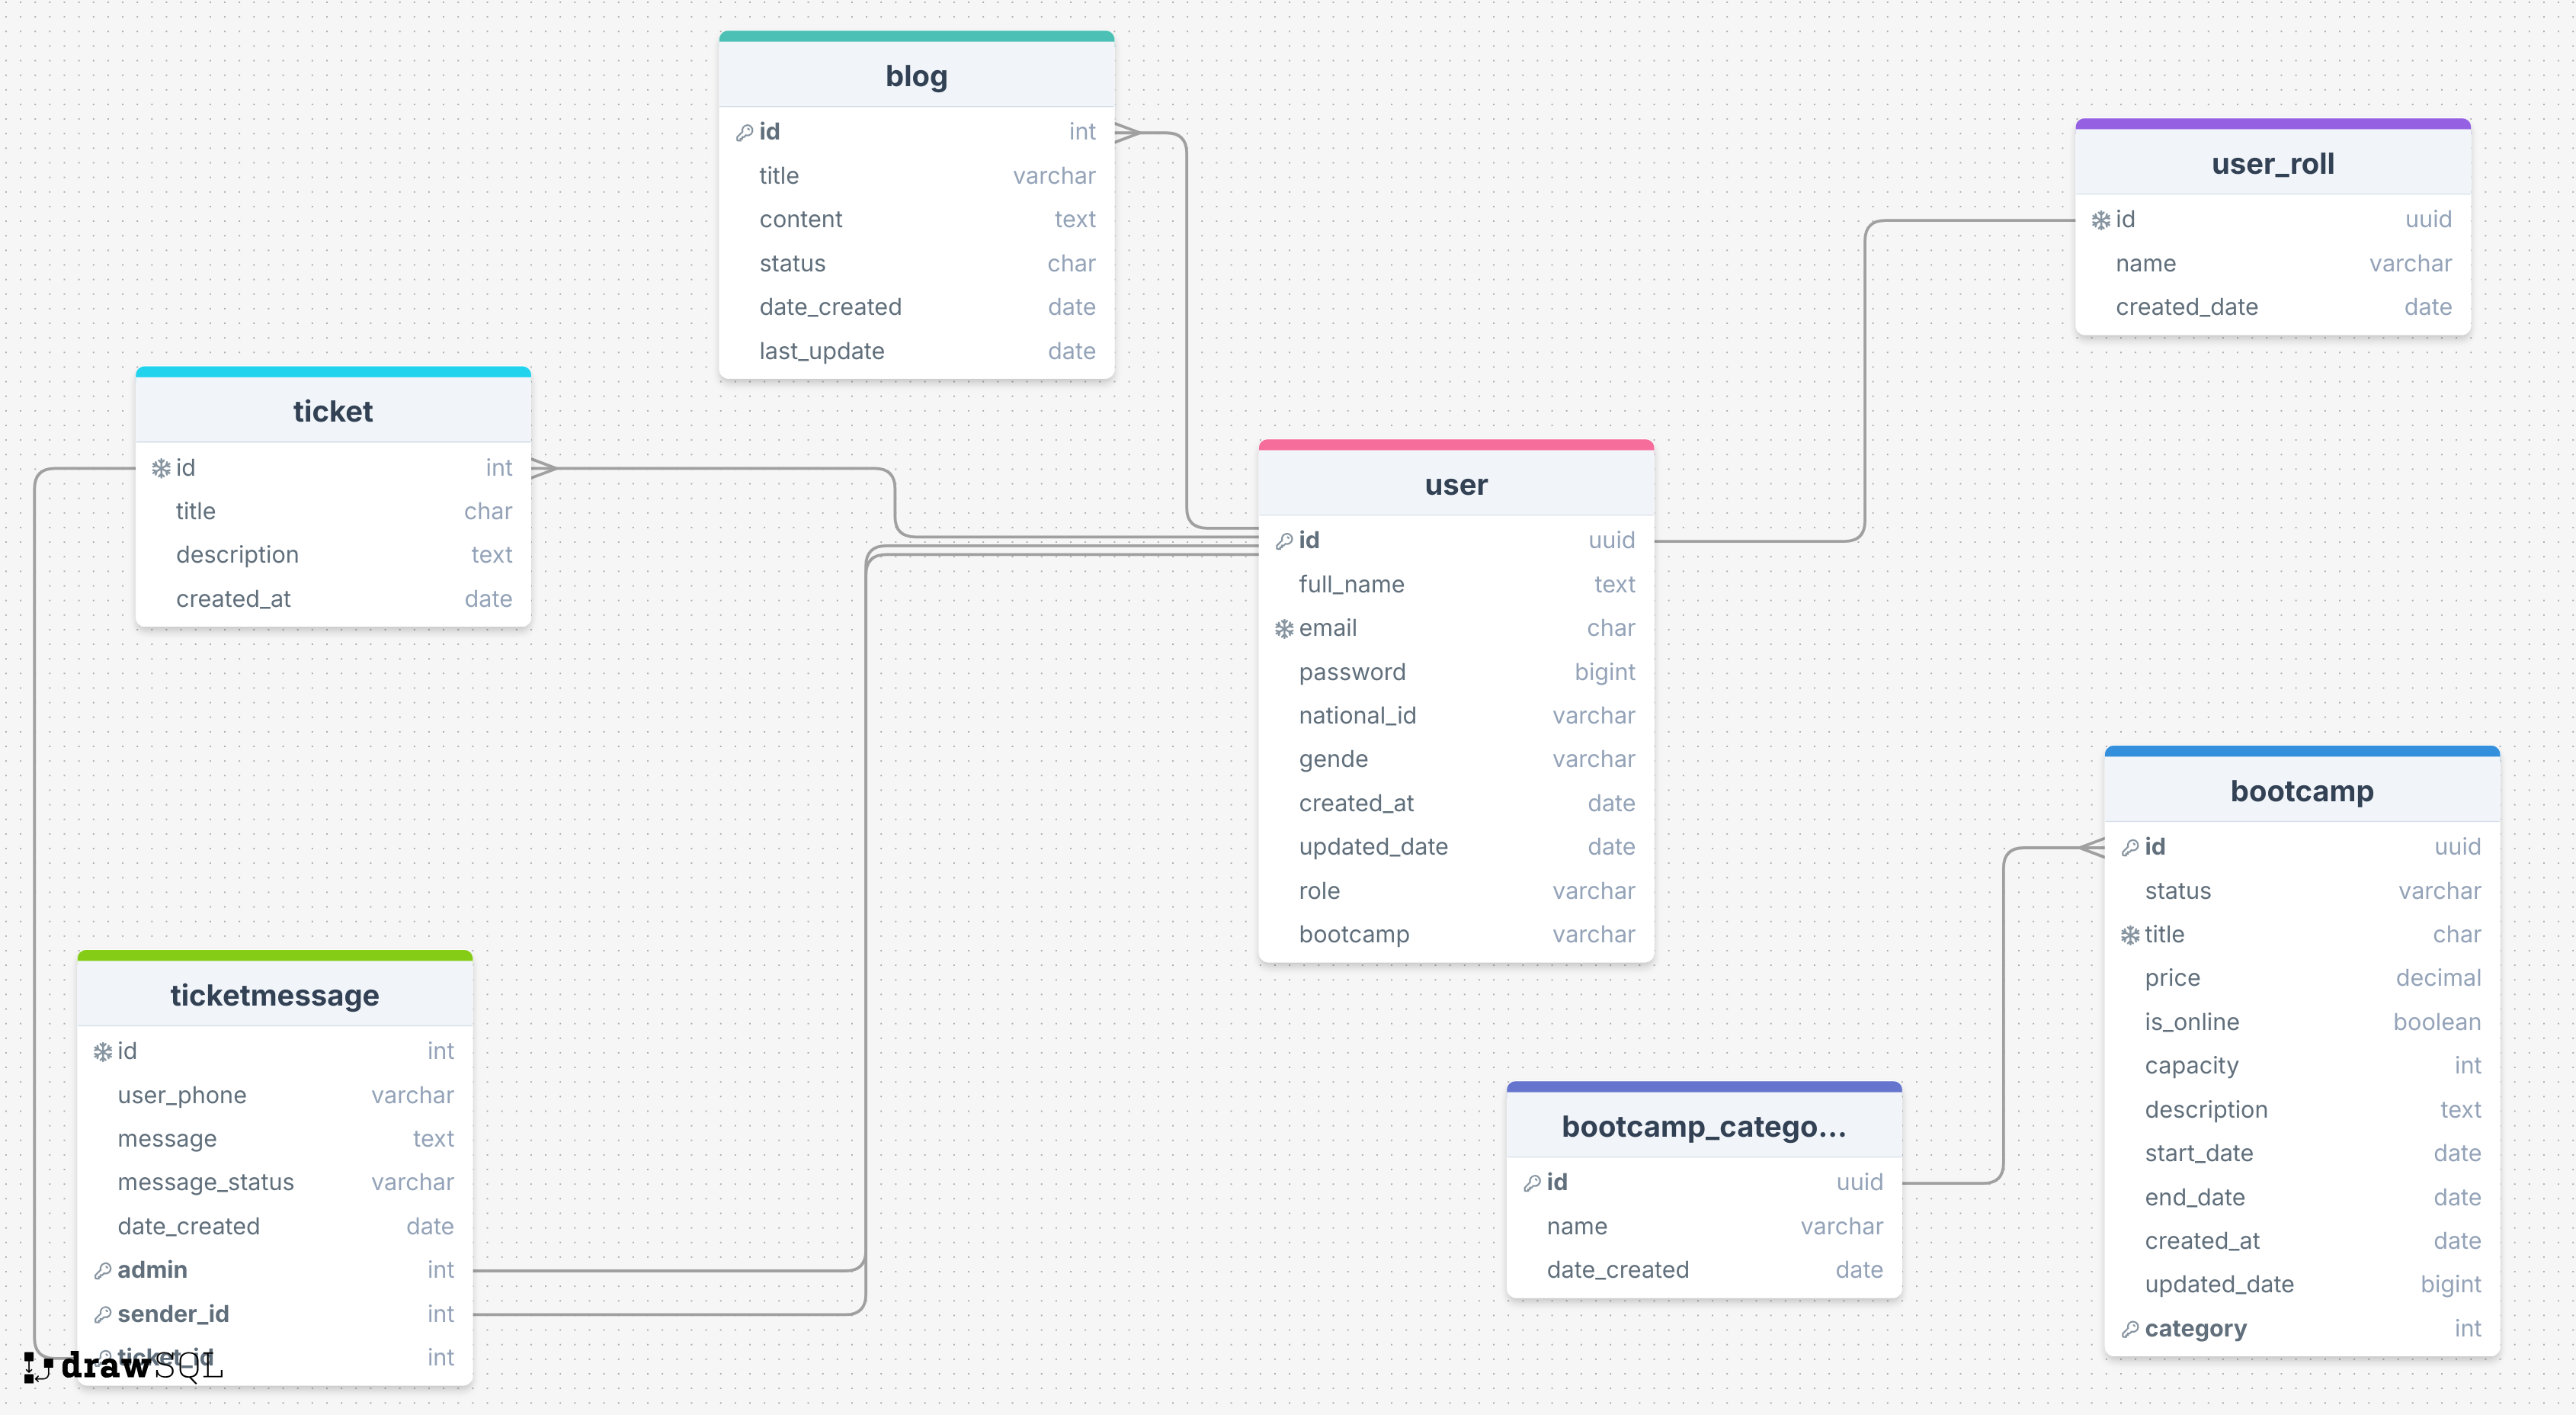 blog
id int
title varchar
content text
status char
date_created date
last_update date
user_roll
id uuid
name varchar
created_date date
ticket
id int
title char
description text
created_at date
user
id uuid
full_name text
email char
password bigint
national_id varchar
gende varchar
created_at date
updated_date date
role varchar
bootcamp varchar
bootcamp
id uuid
status varchar
title char
price decimal
is_online boolean
capacity int
description text
start_date date
end_date date
created_at date
updated_date bigint
category int
ticketmessage
id int
user_phone varchar
message text
message_status varchar
date_created date
admin int
sender_id int
ticket_id int
drawSQL
bootcamp_catego...
id uuid
name varchar
date_created date